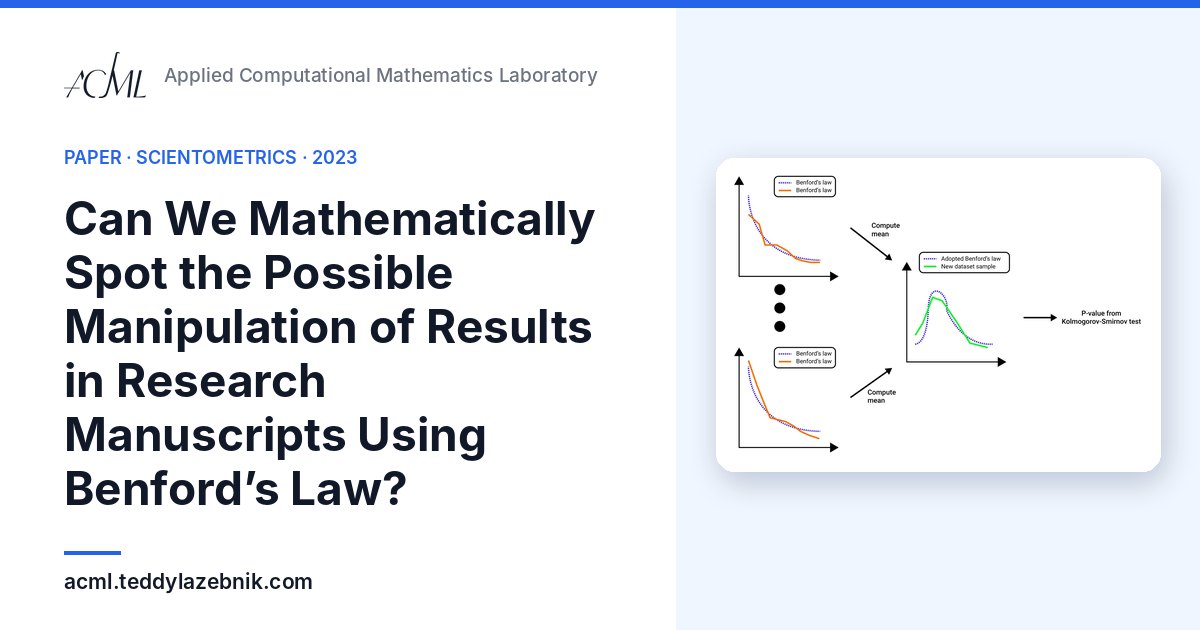 ACML
Applied Computational Mathematics Laboratory
PAPER · SCIENTOMETRICS · 2023
Can We Mathematically
Spot the Possible
Manipulation of Results
in Research
Manuscripts Using
Benford’s Law?
acml.teddylazebnik.com
Benford's law
Benford's law
Compute
mean
Adopted Benford's law
New dataset sample
P-value from
Kolmogorov-Smirnov test
Benford's law
Benford's law
Compute
mean